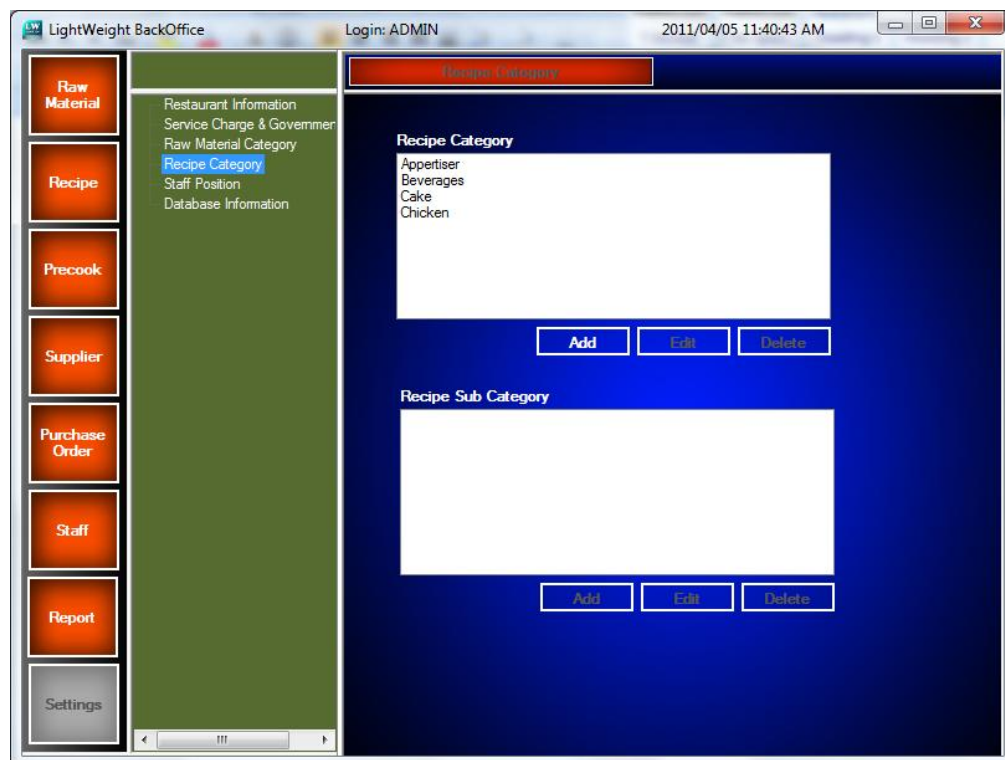 LW LightWeight BackOffice
Login: ADMIN
2011/04/05 11:40:43 AM
Raw
Material
Recipe
Precook
Supplier
Purchase
Order
Staff
Report
Settings
Restaurant Information
Service Charge & Governmer
Raw Material Category
Recipe Category
Staff Position
Database Information
Recipe Category
Recipe Category
Appertiser
Beverages
Cake
Chicken
Add
Edit
Delete
Recipe Sub Category
Add
Edit
Delete